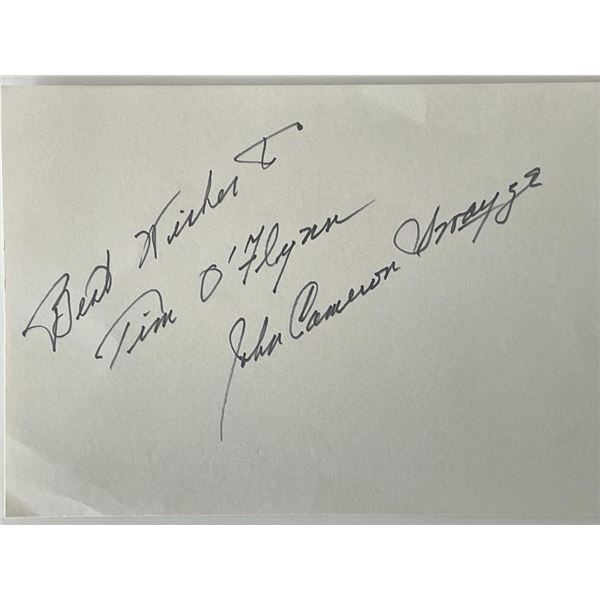 Best Wishes to
Tim O'Flynn
John Cameron Swayze